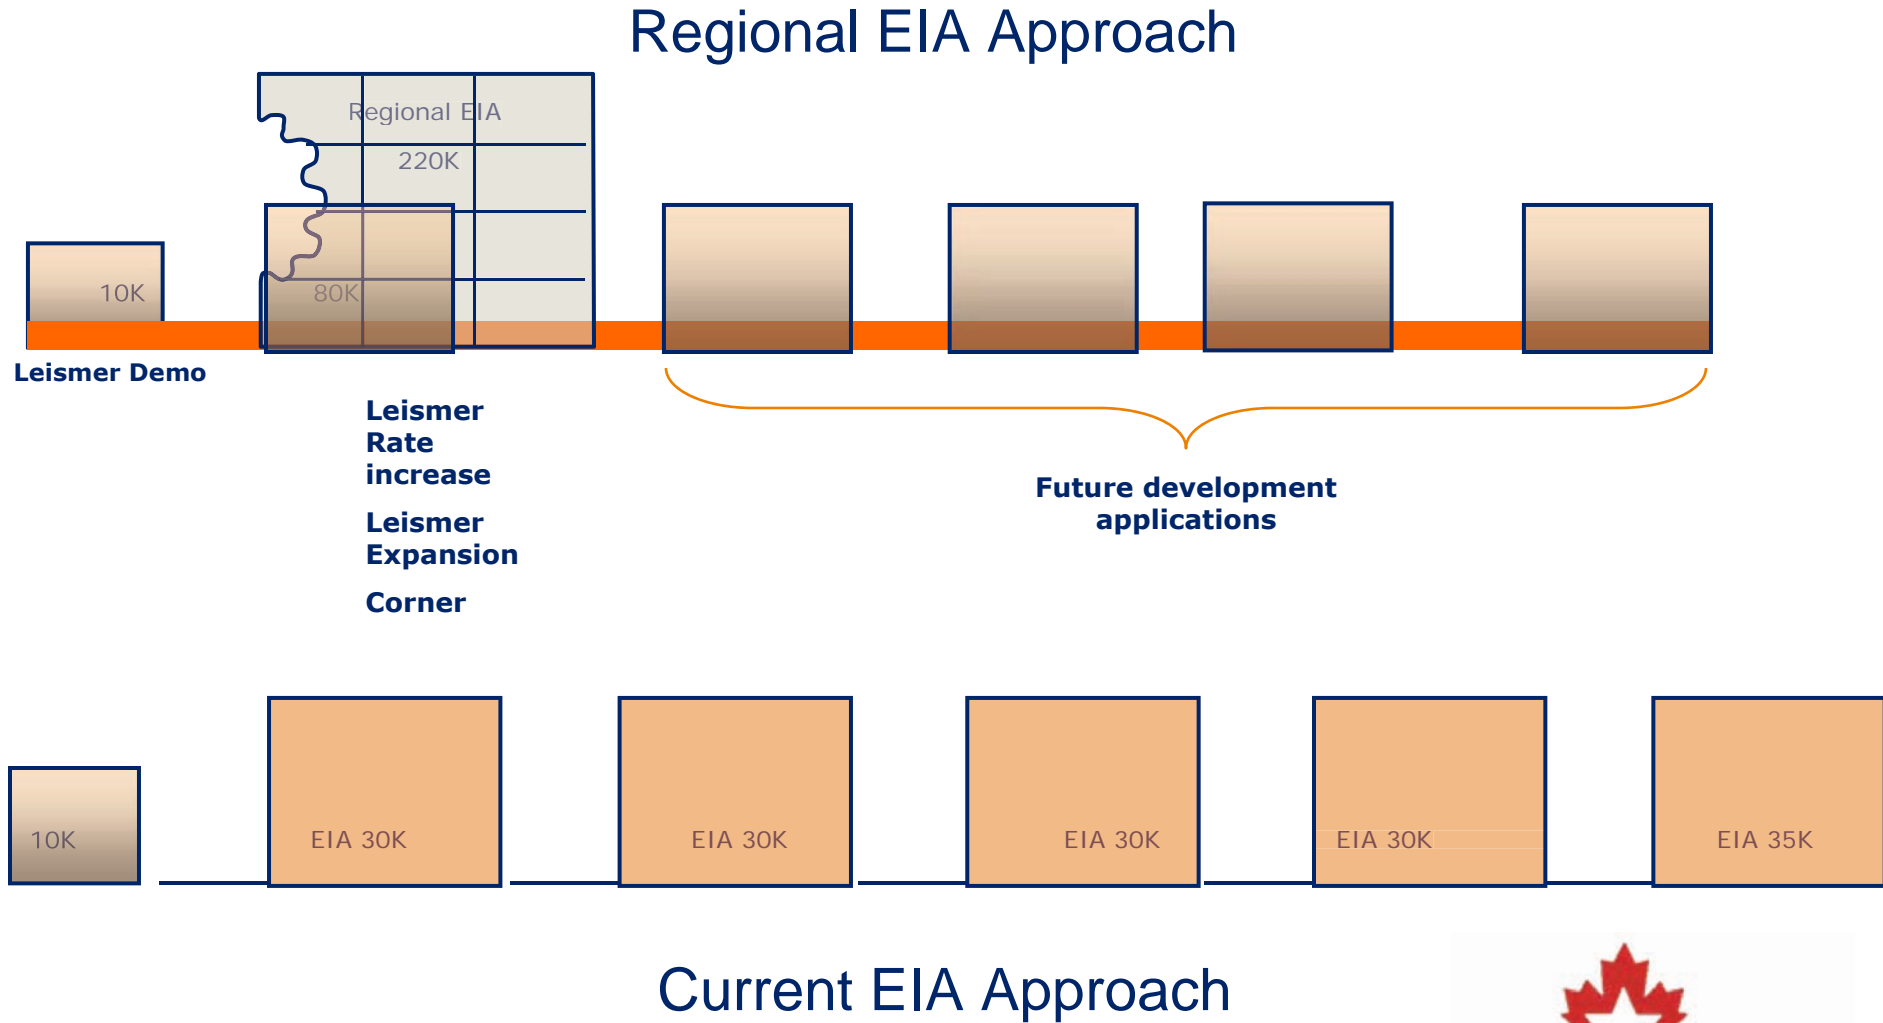 Regional EIA Approach
Regional EIA
220K
10K
80K
Leismer Demo
Leismer
Rate
increase
Leismer
Expansion
Corner
Future development
applications
10K
EIA 30K
EIA 30K
EIA 30K
EIA 30K
EIA 35K
Current EIA Approach